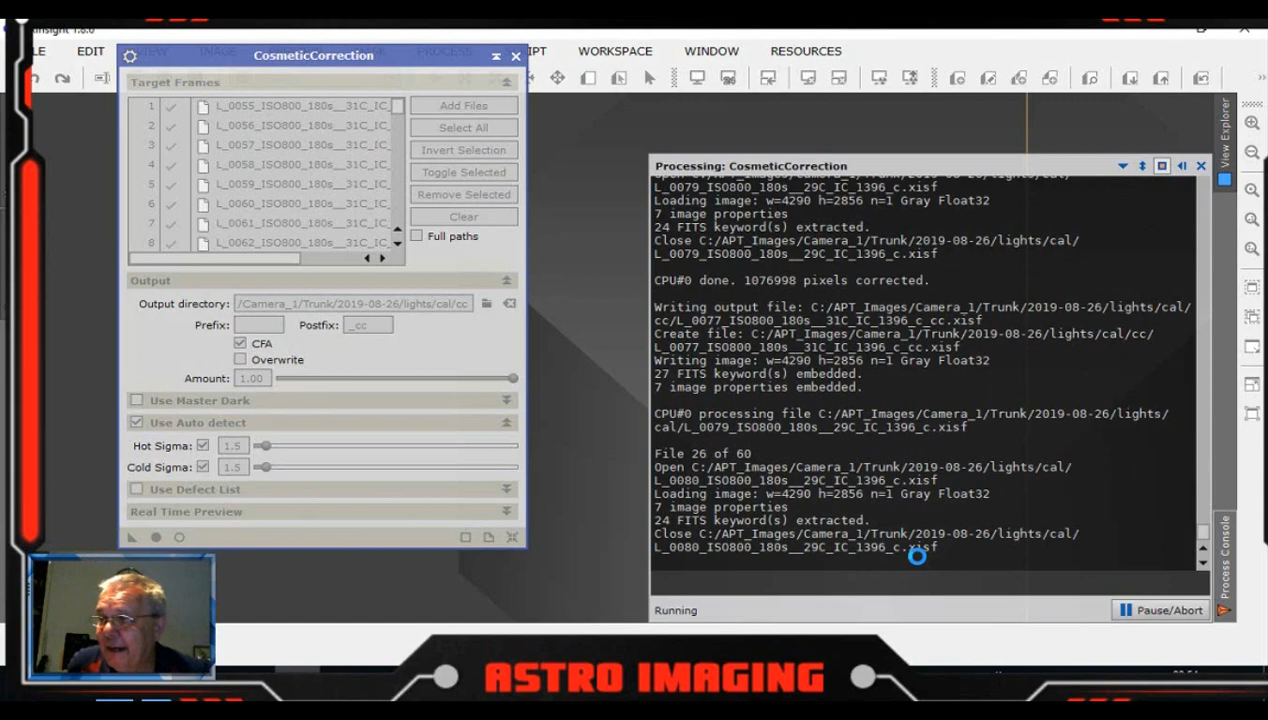 LE EDIT PT WORKSPACE WINDOW RESOURCES
CosmeticCorrection
Target Frames
1 L_0055_ISO800_180s__31C_IC_
2 L_0056_ISO800_180s__31C_IC_
3 L_0057_ISO800_180s__31C_IC_
4 L_0058_ISO800_180s__31C_IC_
5 L_0059_ISO800_180s__31C_IC_
6 L_0060_ISO800_180s__31C_IC_
7 L_0061_ISO800_180s__31C_IC_
8 L_0062_ISO800_180s__31C_IC_
Add Files
Select All
Invert Selection
Toggle Selected
Remove Selected
Clear
Full paths
Output
Output directory: /Camera_1/Trunk/2019-08-26/lights/cal/cc
Prefix: Postfix: _cc
CFA
Overwrite
Amount: 1.00
Use Master Dark
Use Auto detect
Hot Sigma: 1.5
Cold Sigma: 1.5
Use Defect List
Real Time Preview
Processing: CosmeticCorrection
L_0079_ISO800_180s__29C_IC_1396_c.xisf
Loading image: w=4290 h=2856 n=1 Gray Float32
7 image properties
24 FITS keyword(s) extracted.
Close C:/APT_Images/Camera_1/Trunk/2019-08-26/lights/cal/
L_0079_ISO800_180s__29C_IC_1396_c.xisf
CPU#0 done. 1076998 pixels corrected.
Writing output file: C:/APT_Images/Camera_1/Trunk/2019-08-26/lights/cal/
cc/L_0077_ISO800_180s__31C_IC_1396_c_cc.xisf
Create file: C:/APT_Images/Camera_1/Trunk/2019-08-26/lights/cal/cc/
L_0077_ISO800_180s__31C_IC_1396_c_cc.xisf
Writing image: w=4290 h=2856 n=1 Gray Float32
27 FITS keyword(s) embedded.
7 image properties embedded.
CPU#0 processing file C:/APT_Images/Camera_1/Trunk/2019-08-26/lights/
cal/L_0079_ISO800_180s__29C_IC_1396_c.xisf
File 26 of 60
Open C:/APT_Images/Camera_1/Trunk/2019-08-26/lights/cal/
L_0080_ISO800_180s__29C_IC_1396_c.xisf
Loading image: w=4290 h=2856 n=1 Gray Float32
7 image properties
24 FITS keyword(s) extracted.
Close C:/APT_Images/Camera_1/Trunk/2019-08-26/lights/cal/
L_0080_ISO800_180s__29C_IC_1396_c.xisf
Running
Pause/Abort
View Explorer
Process Console
ASTRO IMAGING